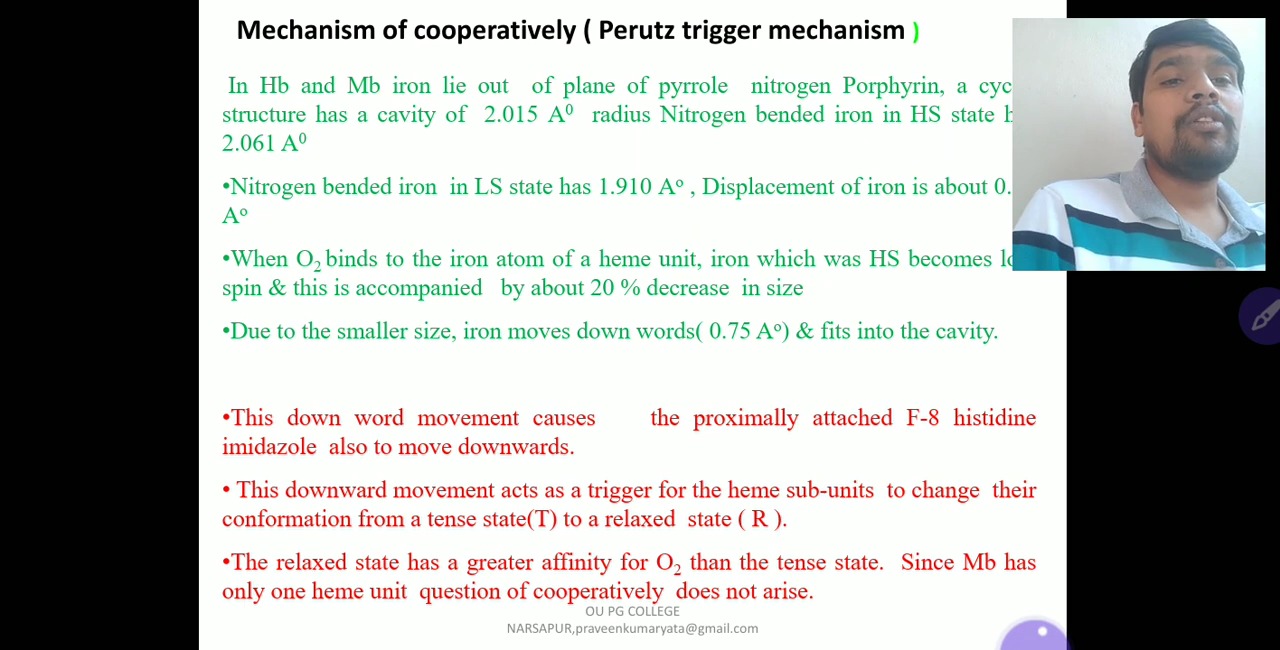 Mechanism of cooperatively ( Perutz trigger mechanism )
In Hb and Mb iron lie out of plane of pyrrole nitrogen Porphyrin, a cyc
structure has a cavity of 2.015 A⁰ radius Nitrogen bended iron in HS state h
2.061 A⁰
•Nitrogen bended iron in LS state has 1.910 Aᵒ , Displacement of iron is about 0.
Aᵒ
•When O₂ binds to the iron atom of a heme unit, iron which was HS becomes lo
spin & this is accompanied by about 20 % decrease in size
•Due to the smaller size, iron moves down words( 0.75 Aᵒ) & fits into the cavity.
•This down word movement causes the proximally attached F-8 histidine
imidazole also to move downwards.
• This downward movement acts as a trigger for the heme sub-units to change their
conformation from a tense state(T) to a relaxed state ( R ).
•The relaxed state has a greater affinity for O₂ than the tense state. Since Mb has
only one heme unit question of cooperatively does not arise.
OU PG COLLEGE
NARSAPUR,praveenkumaryata@gmail.com